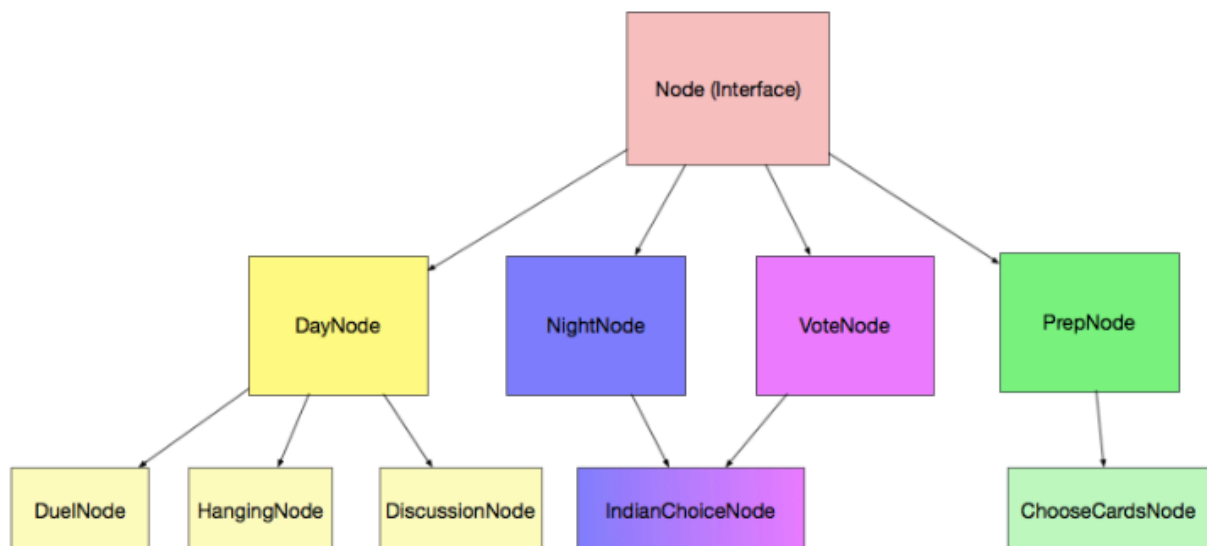 Node (Interface)
DayNode
NightNode
VoteNode
PrepNode
DuelNode
HangingNode
DiscussionNode
IndianChoiceNode
ChooseCardsNode